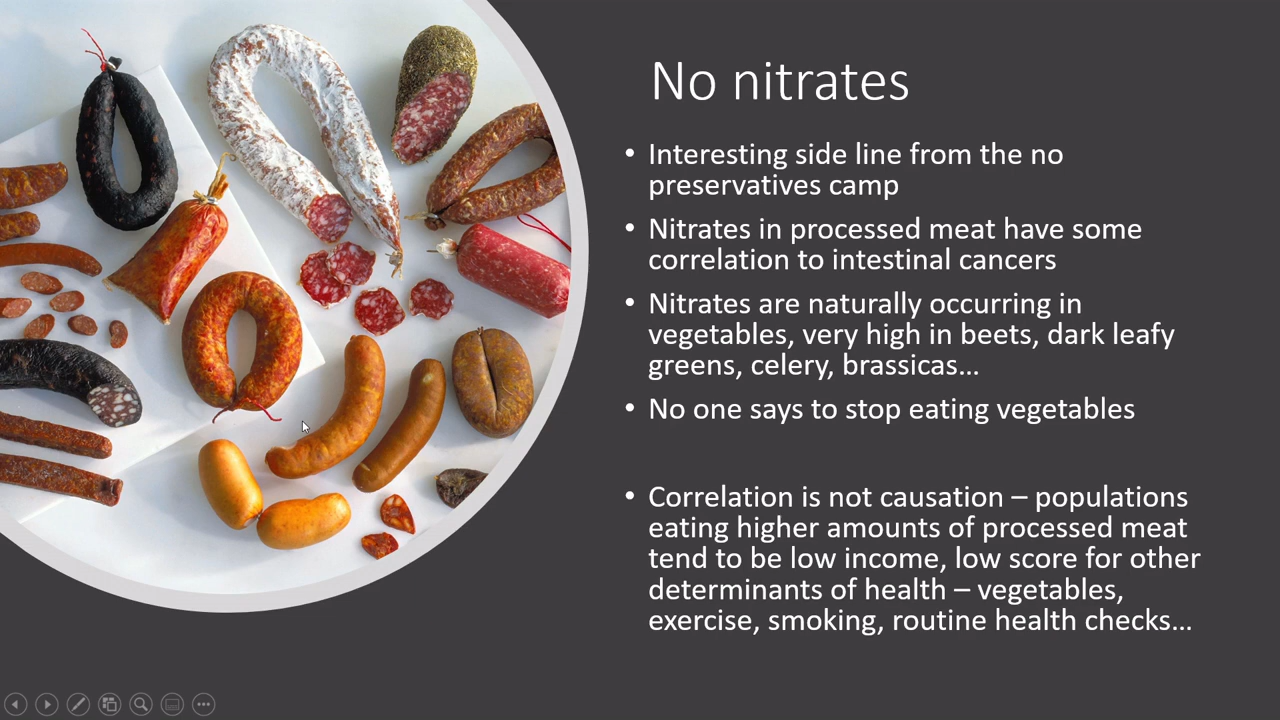 No nitrates
• Interesting side line from the no
preservatives camp
• Nitrates in processed meat have some
correlation to intestinal cancers
• Nitrates are naturally occurring in
vegetables, very high in beets, dark leafy
greens, celery, brassicas...
• No one says to stop eating vegetables
• Correlation is not causation – populations
eating higher amounts of processed meat
tend to be low income, low score for other
determinants of health – vegetables,
exercise, smoking, routine health checks...